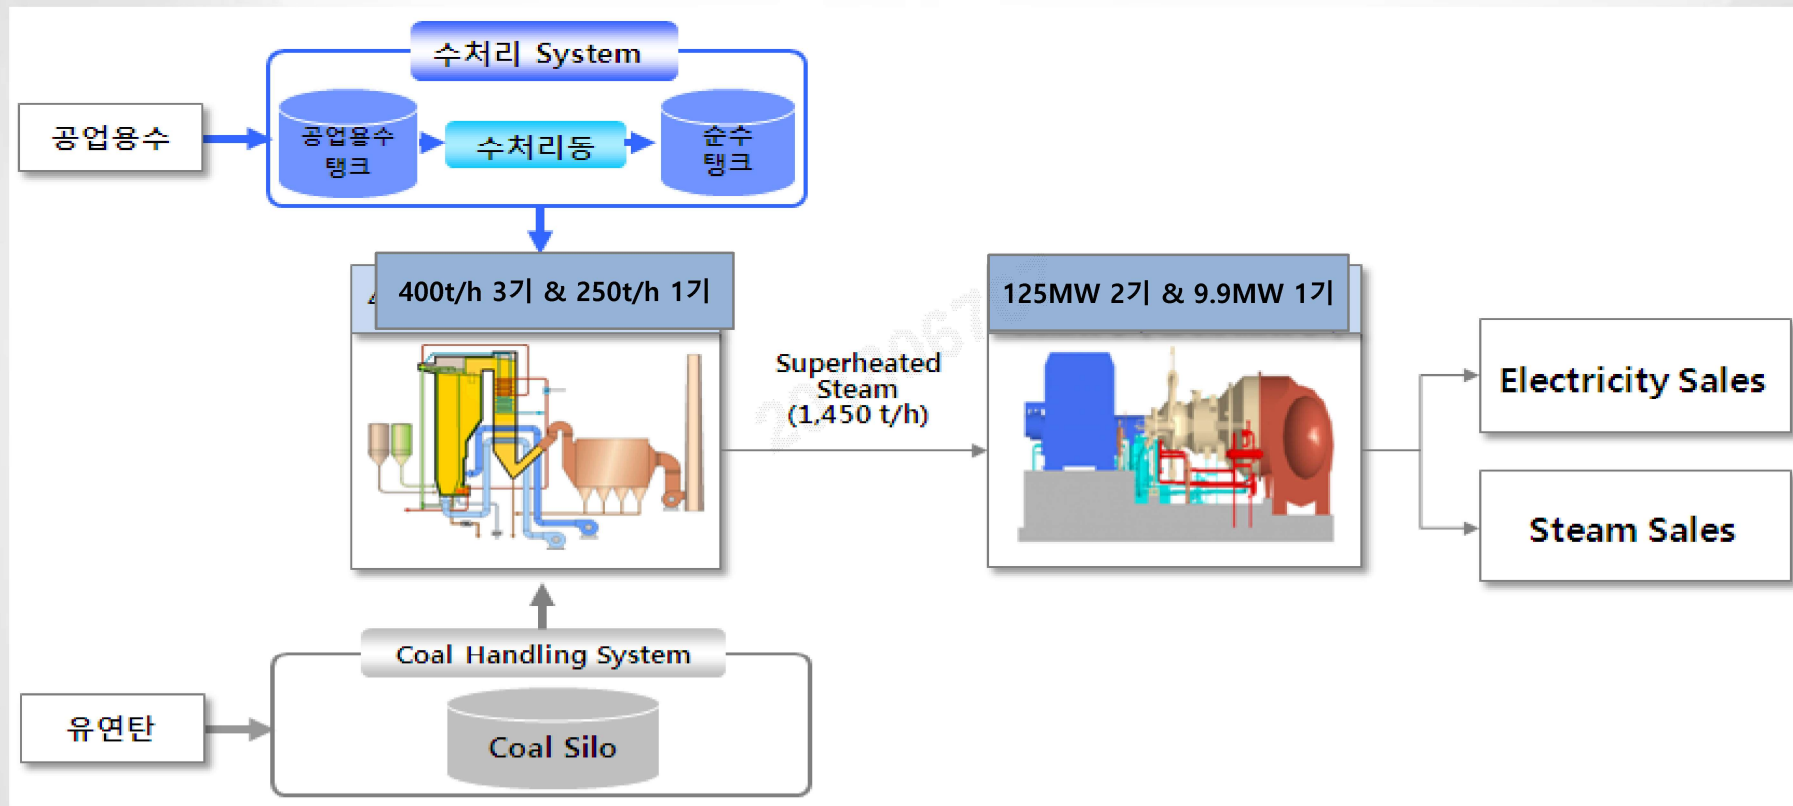 수처리 System
공업용수
공업용수
탱크
수처리동
순수
탱크
400t/h 3기 & 250t/h 1기
125MW 2기 & 9.9MW 1기
Superheated
Steam
(1,450 t/h)
Electricity Sales
Steam Sales
Coal Handling System
유연탄
Coal Silo